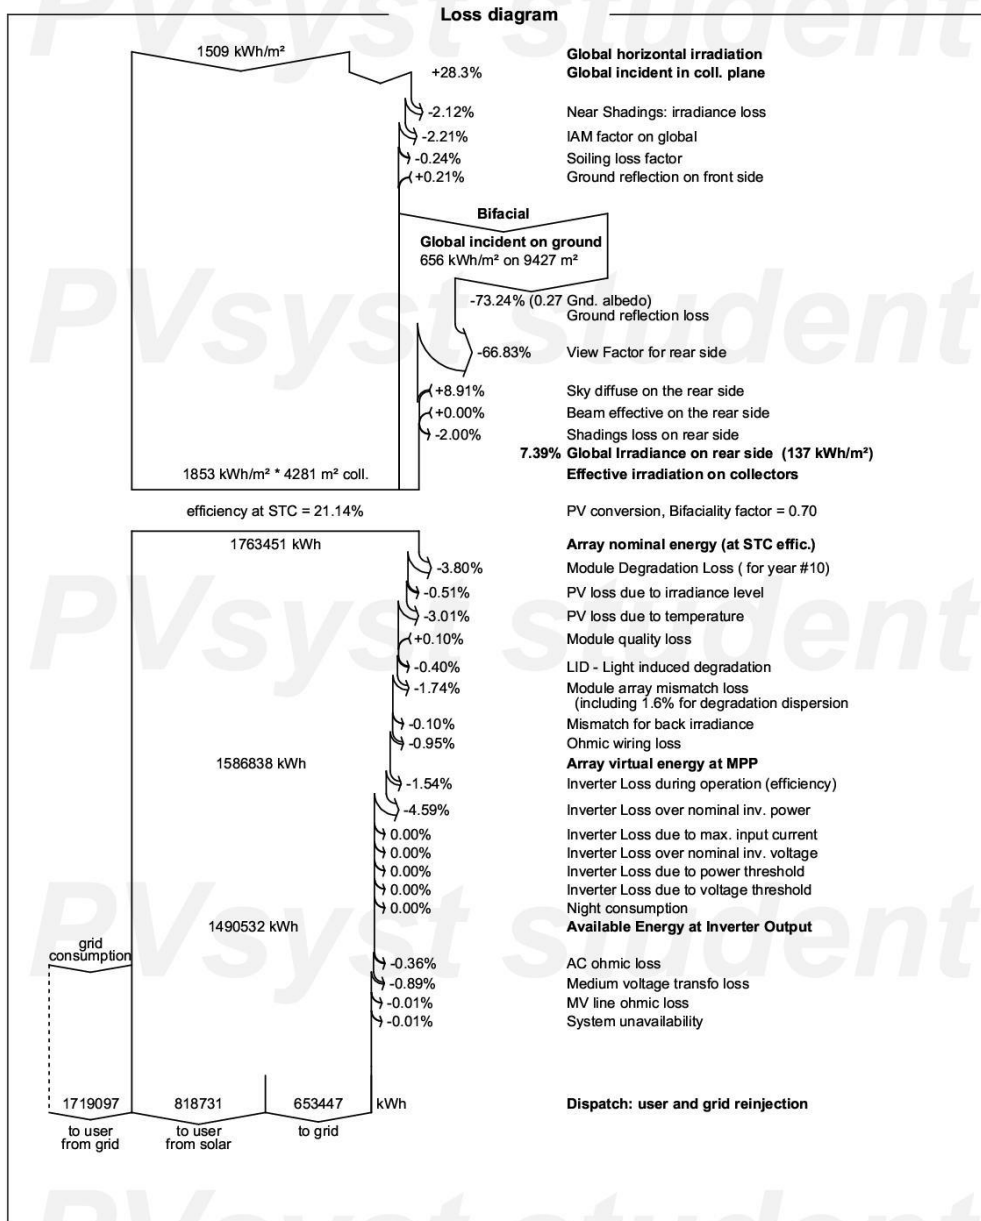 Loss diagram
1509 kWh/m² Global horizontal irradiation
+28.3% Global incident in coll. plane
-2.12% Near Shadings: irradiance loss
-2.21% IAM factor on global
-0.24% Soiling loss factor
+0.21% Ground reflection on front side
Bifacial
Global incident on ground
656 kWh/m² on 9427 m²
-73.24% (0.27 Gnd. albedo)
Ground reflection loss
-66.83% View Factor for rear side
+8.91% Sky diffuse on the rear side
+0.00% Beam effective on the rear side
-2.00% Shadings loss on rear side
7.39% Global Irradiance on rear side (137 kWh/m²)
1853 kWh/m² * 4281 m² coll. Effective irradiation on collectors
efficiency at STC = 21.14% PV conversion, Bifaciality factor = 0.70
1763451 kWh Array nominal energy (at STC effic.)
-3.80% Module Degradation Loss ( for year #10)
-0.51% PV loss due to irradiance level
-3.01% PV loss due to temperature
+0.10% Module quality loss
-0.40% LID - Light induced degradation
-1.74% Module array mismatch loss
(including 1.6% for degradation dispersion
-0.10% Mismatch for back irradiance
-0.95% Ohmic wiring loss
1586838 kWh Array virtual energy at MPP
-1.54% Inverter Loss during operation (efficiency)
-4.59% Inverter Loss over nominal inv. power
0.00% Inverter Loss due to max. input current
0.00% Inverter Loss over nominal inv. voltage
0.00% Inverter Loss due to power threshold
0.00% Inverter Loss due to voltage threshold
0.00% Night consumption
1490532 kWh Available Energy at Inverter Output
grid
consumption
-0.36% AC ohmic loss
-0.89% Medium voltage transfo loss
-0.01% MV line ohmic loss
-0.01% System unavailability
1719097 818731 653447 kWh Dispatch: user and grid reinjection
to user to user to grid
from grid from solar
PVsyst student
PVsyst student
PVsyst student
PVsyst student
PVsyst student